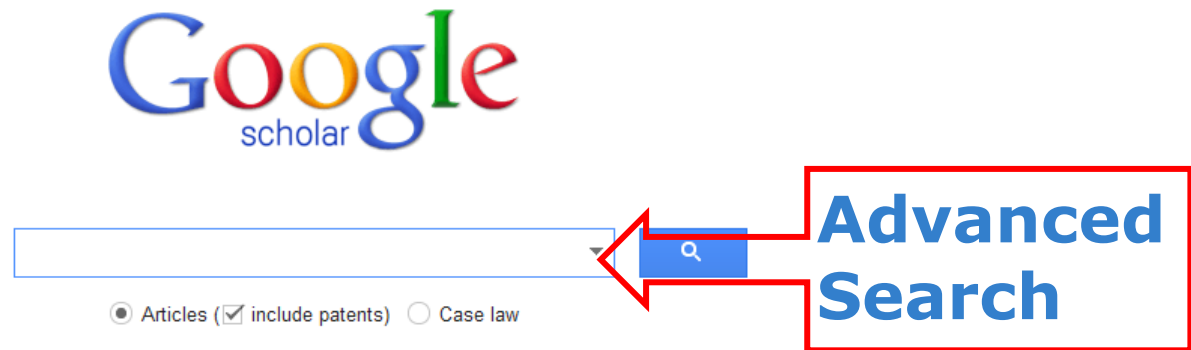 Google
scholar
Advanced
Search
Articles (include patents) Case law